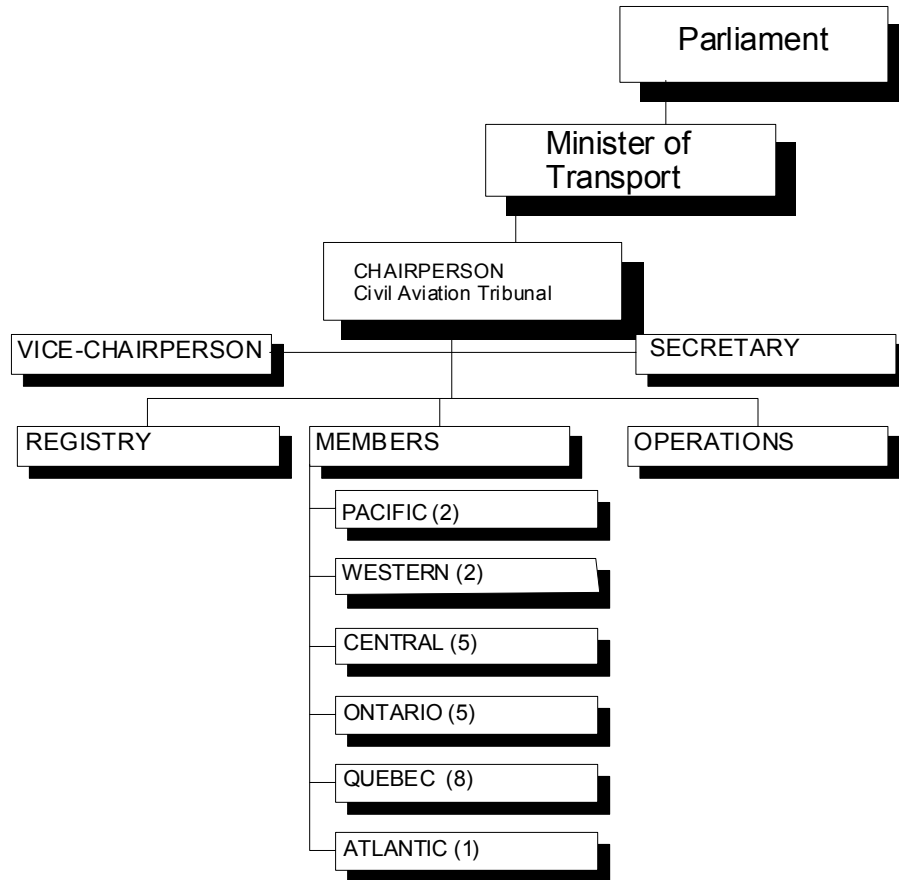 Parliament
Minister of
Transport
CHAIRPERSON
Civil Aviation Tribunal
VICE-CHAIRPERSON
SECRETARY
REGISTRY
MEMBERS
OPERATIONS
PACIFIC (2)
WESTERN (2)
CENTRAL (5)
ONTARIO (5)
QUEBEC (8)
ATLANTIC (1)